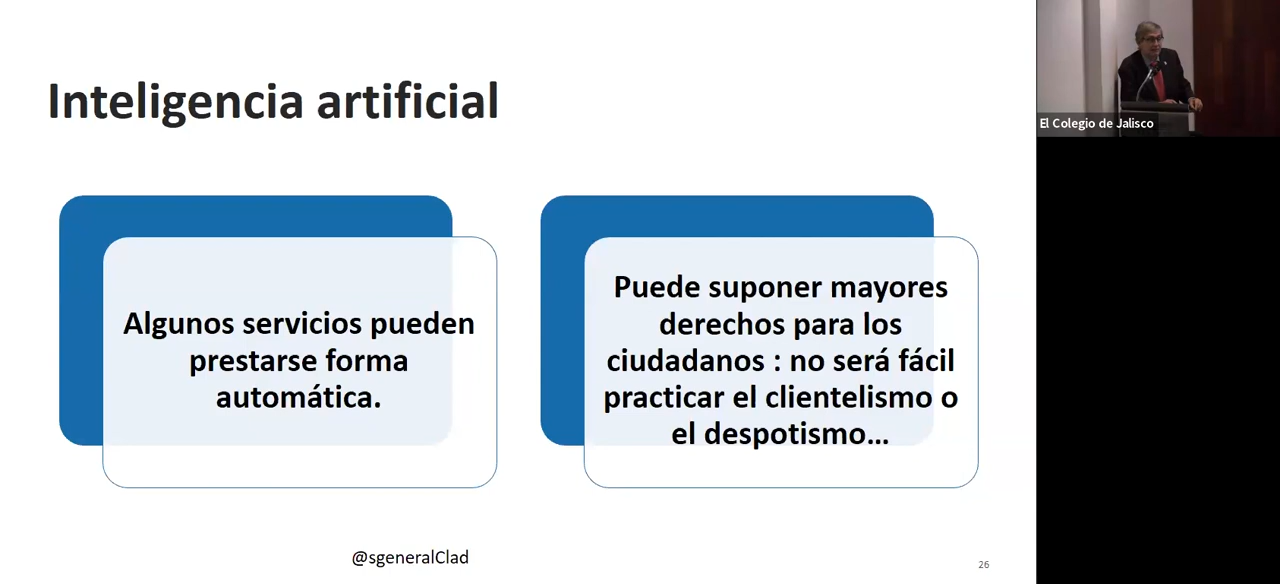 Inteligencia artificial
Algunos servicios pueden
prestarse forma
automática.
Puede suponer mayores
derechos para los
ciudadanos : no será fácil
practicar el clientelismo o
el despotismo...
@sgeneralClad
26
El Colegio de Jalisco